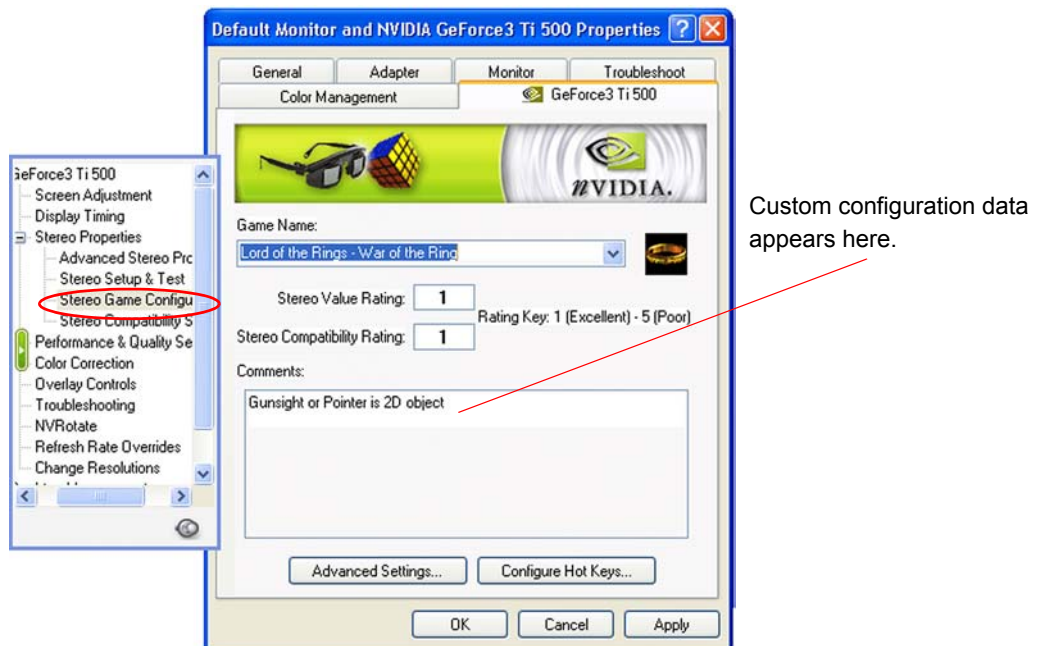 Default Monitor and NVIDIA GeForce3 Ti 500 Properties
General Adapter Monitor Troubleshoot
Color Management GeForce3 Ti 500
nVIDIA.
GeForce3 Ti 500
Screen Adjustment
Display Timing
Stereo Properties
Advanced Stereo Pro
Stereo Setup & Test
Stereo Game Configu
Stereo Compatibility S
Performance & Quality Se
Color Correction
Overlay Controls
Troubleshooting
NVRotate
Refresh Rate Overrides
Change Resolutions
Game Name:
Lord of the Rings - War of the Ring
Stereo Value Rating: 1
Rating Key: 1 (Excellent) - 5 (Poor)
Stereo Compatibility Rating: 1
Comments:
Gunsight or Pointer is 2D object
Advanced Settings... Configure Hot Keys...
OK Cancel Apply
Custom configuration data
appears here.